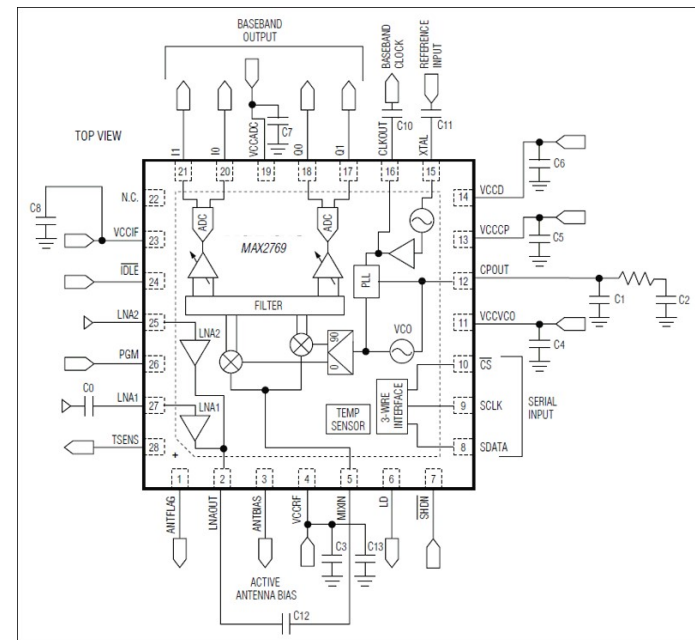 BASEBAND
OUTPUT
BASEBAND
CLOCK
REFERENCE
INPUT
TOP VIEW
C7
C10
C11
I1
I0
VCCADC
Q0
Q1
CLKOUT
XTAL
21
20
19
18
17
16
15
C8
N.C.
22
VCCIF
23
IDLE
24
LNA2
25
PGM
26
C0
LNA1
27
TSENS
28
ADC
ADC
MAX2769
FILTER
PLL
90
0
VCO
LNA2
LNA1
TEMP
SENSOR
3-WIRE
INTERFACE
+
14
VCCD
C6
13
VCCCP
C5
12
CPOUT
C1
C2
11
VCCVCO
C4
10
CS
9
SCLK
8
SDATA
SERIAL
INPUT
1
2
3
4
5
6
7
ANTFLAG
LNAOUT
ANTBIAS
VCCRF
MIXIN
LD
SHDN
C3
C13
ACTIVE
ANTENNA BIAS
C12